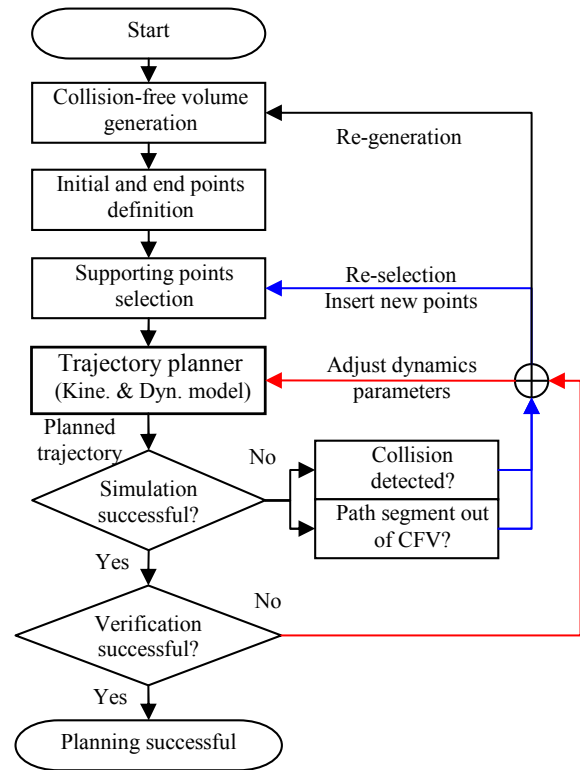 Start
Collision-free volume
generation
Re-generation
Initial and end points
definition
Supporting points
selection
Re-selection
Insert new points
Trajectory planner
(Kine. & Dyn. model)
Adjust dynamics
parameters
Planned
trajectory
No
Simulation
successful?
Collision
detected?
Path segment out
of CFV?
Yes
No
Verification
successful?
Yes
Planning successful